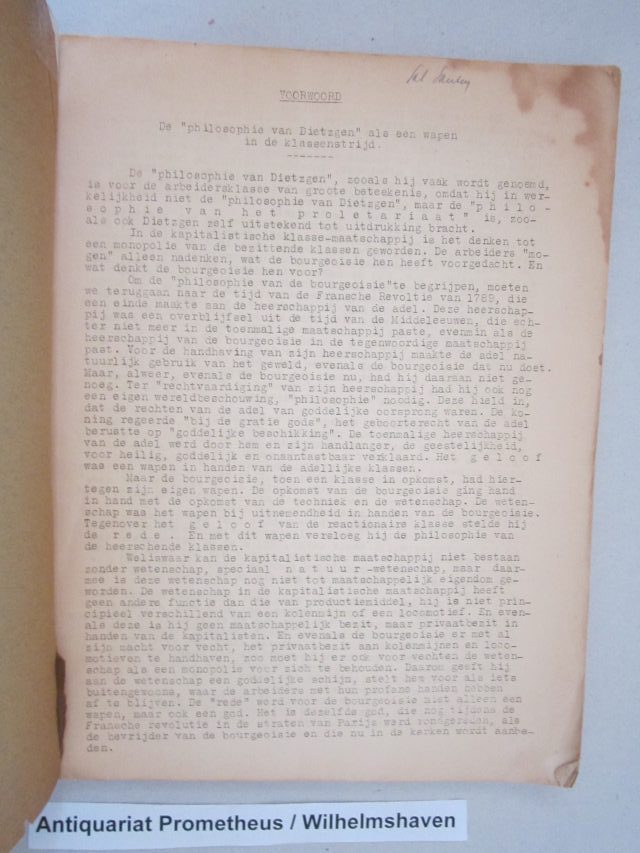 VOORWOORD
De "philosophie van Dietzgen" als een wapen
in de klassenstrijd.
De "philosophie van Dietzgen", zooals hij vaak wordt genoemd,
is voor de arbeidersklasse van groote beteekenis, omdat hij in wer-
kelijkheid niet de "philosophie van Dietzgen", maar de "p h i l o -
s o p h i e   v a n   h e t   p r o l e t a r i a a t " is, zoo-
als ook Dietzgen zelf uitstekend tot uitdrukking bracht.
In de kapitalistische klasse-maatschappij is het denken tot
een monopolie van de bezittende klassen geworden. De arbeiders "mo-
gen" alleen nadenken, wat de bourgeoisie hen heeft voorgedacht. En
wat denkt de bourgeoisie hen voor?
Om de "philosophie van de bourgeoisie"te begrijpen, moeten
we teruggaan naar de tijd van de Fransche Revoltie van 1789, die
een einde maakte aan de heerschappij van de adel. Deze heerschap-
pij was een overblijfsel uit de tijd van de Middeleeuwen, die ech-
ter niet meer in de toenmalige maatschappij paste, evenmin als de
heerschappij van de bourgeoisie in de tegenwoordige maatschappij
past. Voor de handhaving van zijn heerschappij maakte de adel na-
tuurlijk gebruik van het geweld, evenals de bourgeoisie dat nu doet.
Maar, alweer, evenals de bourgeoisie nu, had hij daaraan niet ge-
noeg. Ter "rechtvaardiging" van zijn heerschappij had hij ook nog
een eigen wereldbeschouwing, "philosophie" noodig. Deze hield in,
dat de rechten van de adel van goddelijke oorsprong waren. De ko-
ning regeerde "bij de gratie gods", het geboorterecht van de adel
berustte op "goddelijke beschikking". De toenmalige heerschappij
van de adel werd door hem en zijn handlanger, de geestelijkheid,
voor heilig, goddelijk en onaantastbaar verklaard. Het   g e l o o f
was een wapen in handen van de adellijke klassen.
Maar de bourgeoisie, toen een klasse in opkomst, had hier-
tegen zijn eigen wapen. De opkomst van de bourgeoisie ging hand
in hand met de opkomst van de techniek en de wetenschap. De weten-
schap was het wapen bij uitnemendheid in handen van de bourgeoisie.
Tegenover het   g e l o o f   van de reactionaire klasse stelde hij
d e   r e d e . En met dit wapen versloeg hij de philosophie van
de heerschende klassen.
Weliswaar kan de kapitalistische maatschappij niet bestaan
zonder wetenschap, speciaal   n a t u u r -wetenschap, maar daar-
mee is deze wetenschap nog niet tot maatschappelijk eigendom ge-
worden. De wetenschap in de kapitalistische maatschappij heeft
geen andere functie dan die van productiemiddel, hij is niet prin-
cipieel verschillend van een kolenmijn of een locomotief. En even-
als deze is hij geen maatschappelijk bezit, maar privaatbezit in
handen van de kapitalisten. En evenals de bourgeoisie er met al
zijn macht voor vecht, het privaatbezit aan kolenmijnen en loco-
motieven te handhaven, zoo moet hij er ook voor vechten de weten-
schap als een monopolie voor zich te behouden. Daarom geeft hij
aan de wetenschap een goddelijke schijn, stelt hem voor als iets
buitengewoons, waar de arbeiders met hun profane handen hebben
af te blijven. De "rede" werd voor de bourgeoisie niet alleen een
wapen, maar ook een god. Het is dezelfde god, die nog tijdens de
Fransche revolutie in de straten van Parijs werd rondgereden, als
de bevrijder van de bourgeoisie en die nu in de kerken wordt aanbe-
den.
Antiquariat Prometheus / Wilhelmshaven